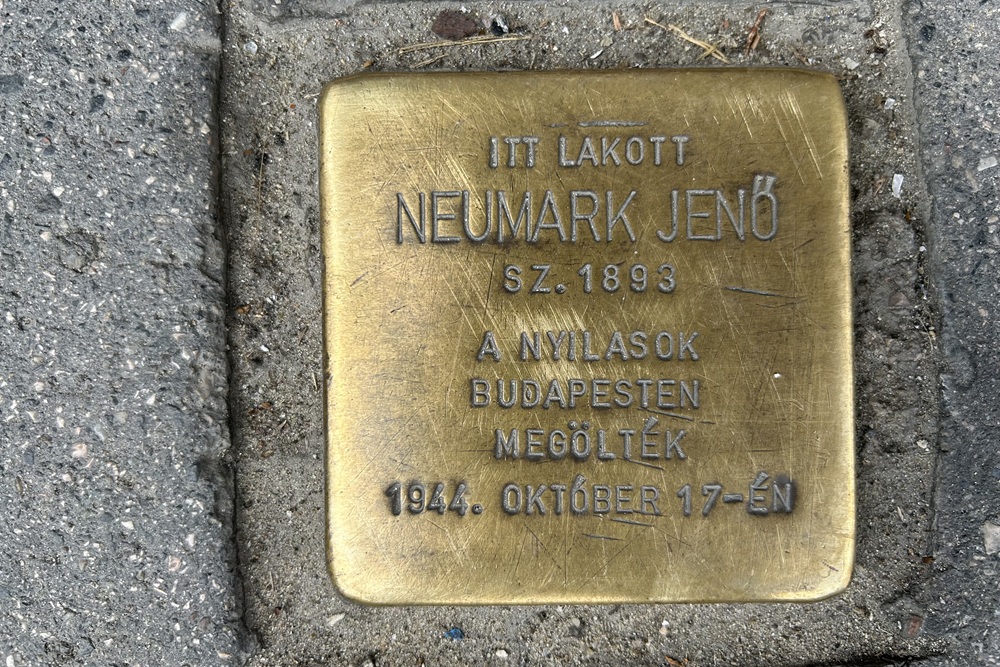 ITT LAKOTT
NEUMARK JENŐ
SZ. 1893
A NYILASOK
BUDAPESTEN
MEGÖLTÉK
1944. OKTÓBER 17-ÉN